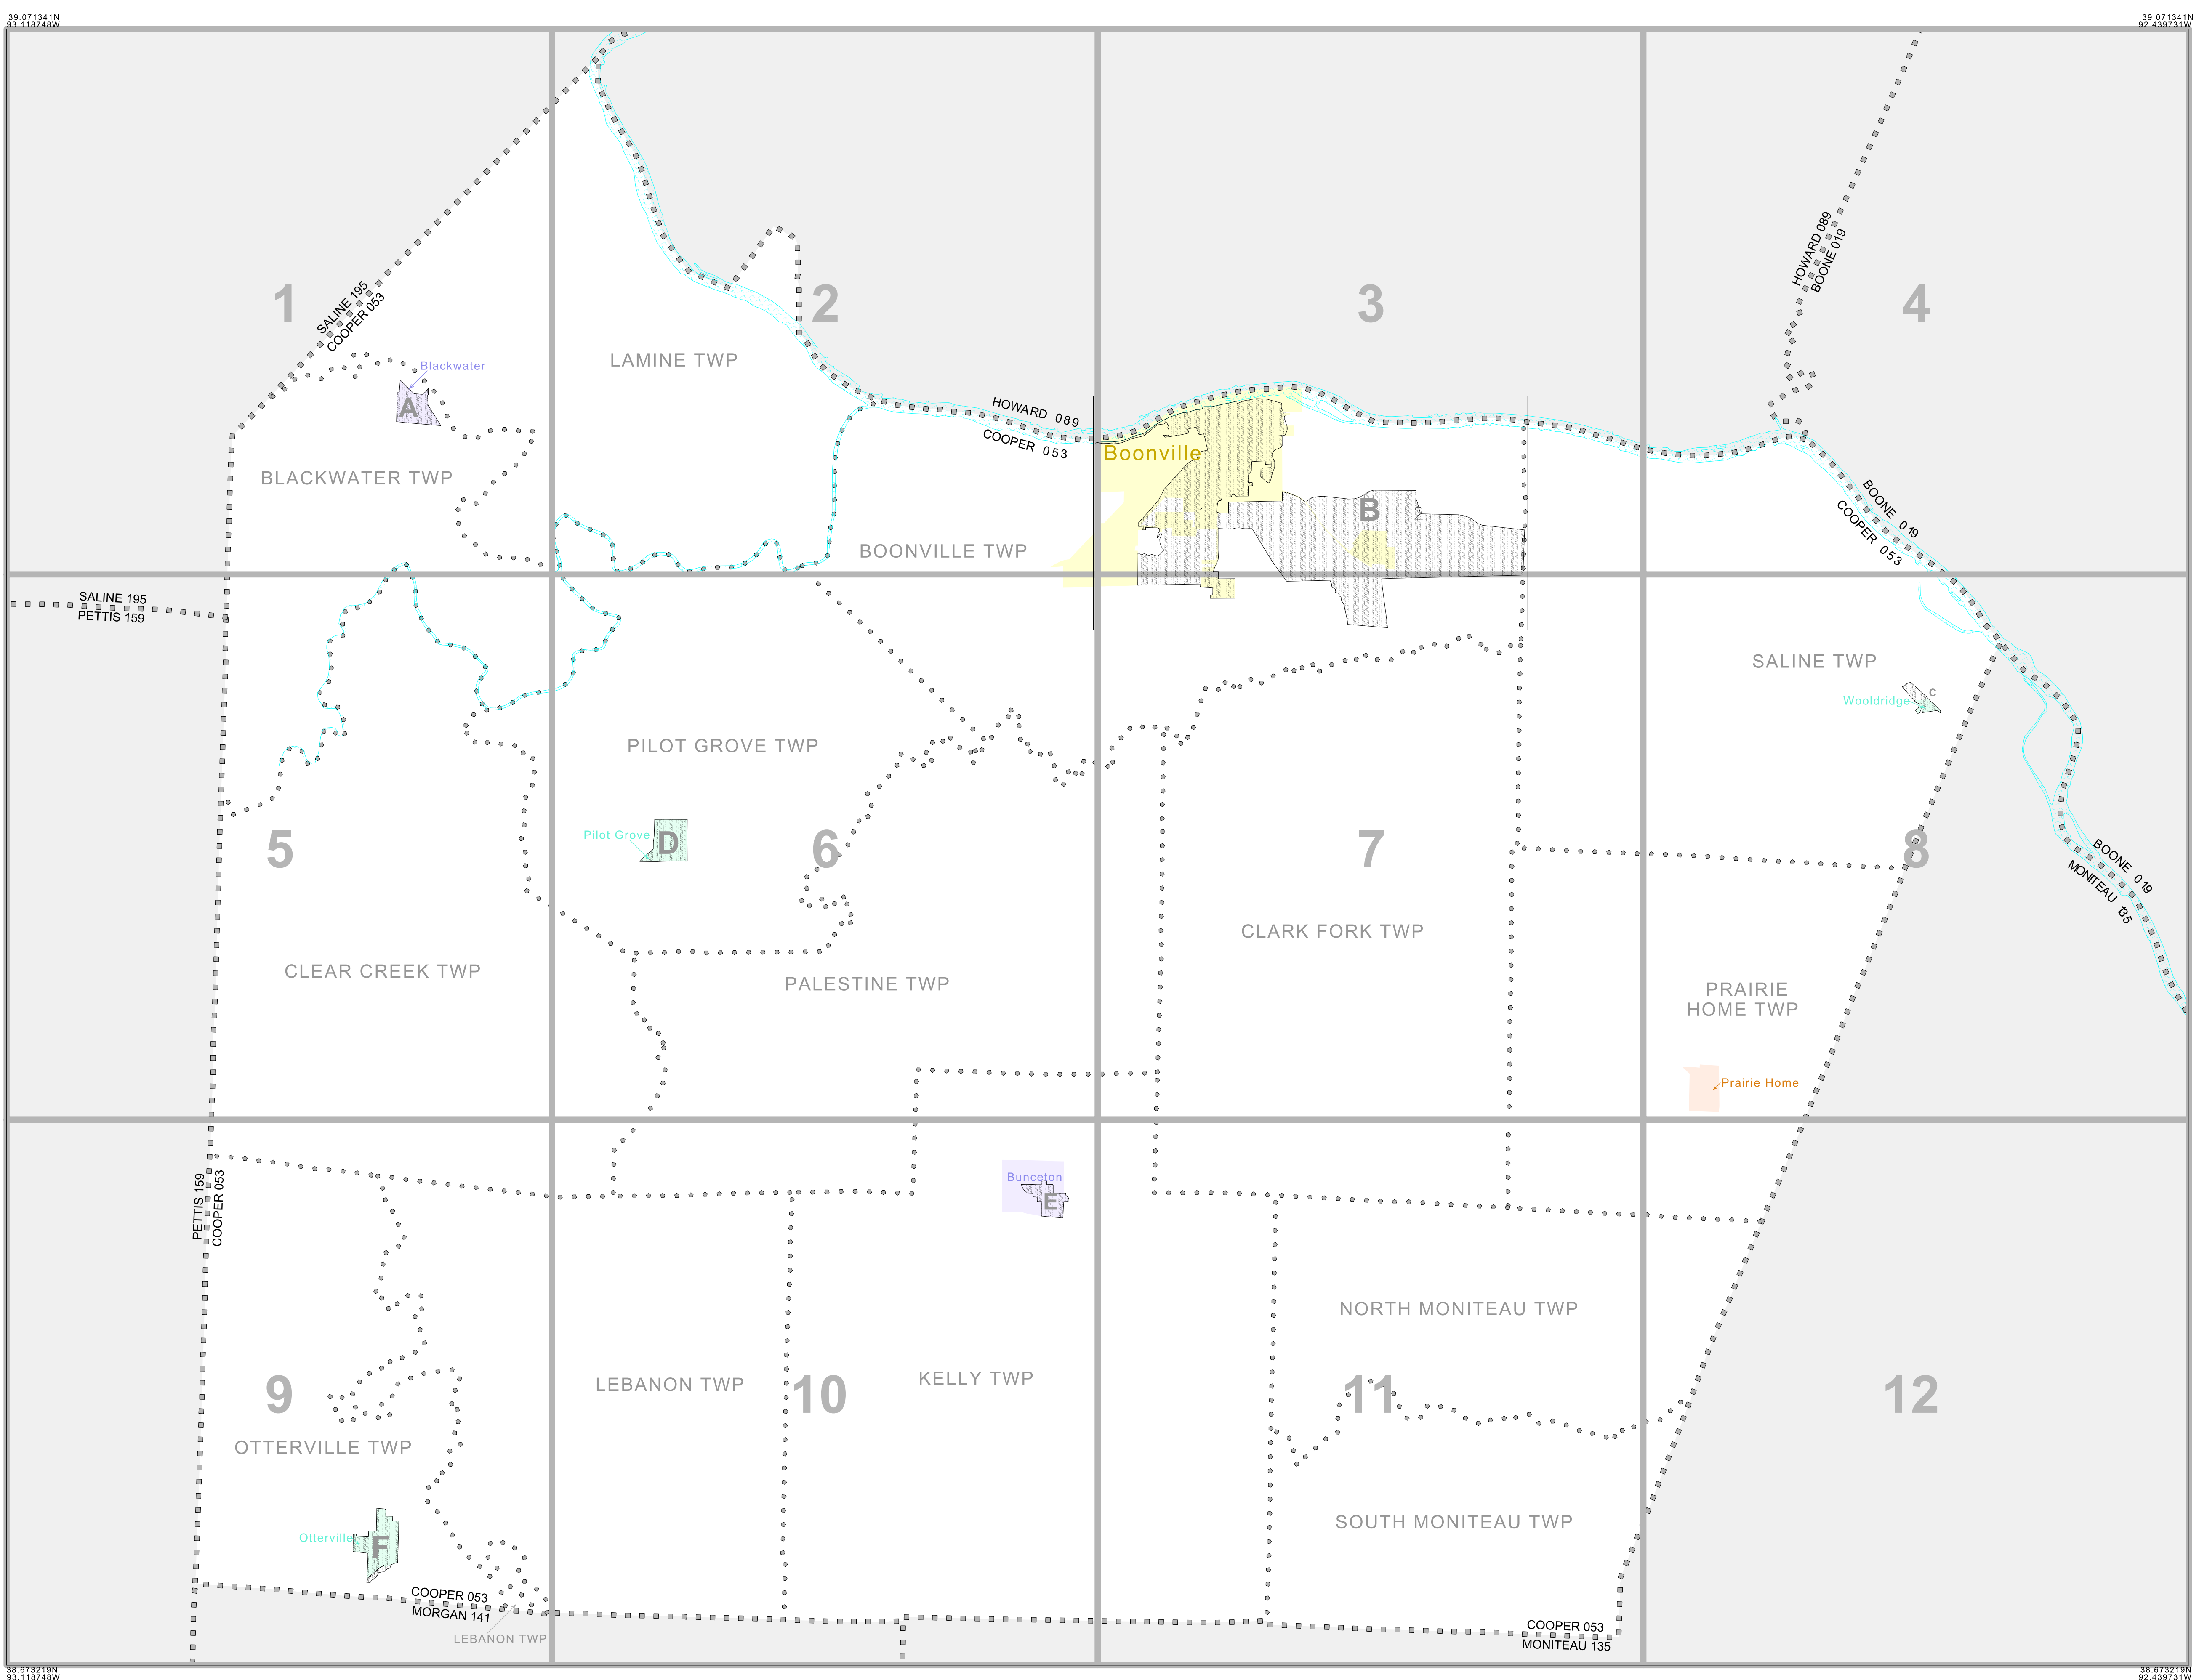 39.071341N
93.118748W
39.071341N
92.439731W
HOWARD 089
BOONE 019
1
2
3
4
SALINE 195
COOPER 053
LAMINE TWP
Blackwater
A
HOWARD 089
COOPER 053
Boonville
BLACKWATER TWP
1
B
2
BOONE 019
COOPER 053
BOONVILLE TWP
SALINE 195
PETTIS 159
SALINE TWP
C
Wooldridge
PILOT GROVE TWP
Pilot Grove
D
5
6
7
8
BOONE 019
MONITEAU 135
CLARK FORK TWP
CLEAR CREEK TWP
PALESTINE TWP
PRAIRIE
HOME TWP
Prairie Home
PETTIS 159
COOPER 053
Bunceton
E
NORTH MONITEAU TWP
LEBANON TWP
KELLY TWP
9
10
11
12
OTTERVILLE TWP
SOUTH MONITEAU TWP
Otterville
F
COOPER 053
MORGAN 141
LEBANON TWP
COOPER 053
MONITEAU 135
38.673219N
93.118748W
38.673219N
92.439731W